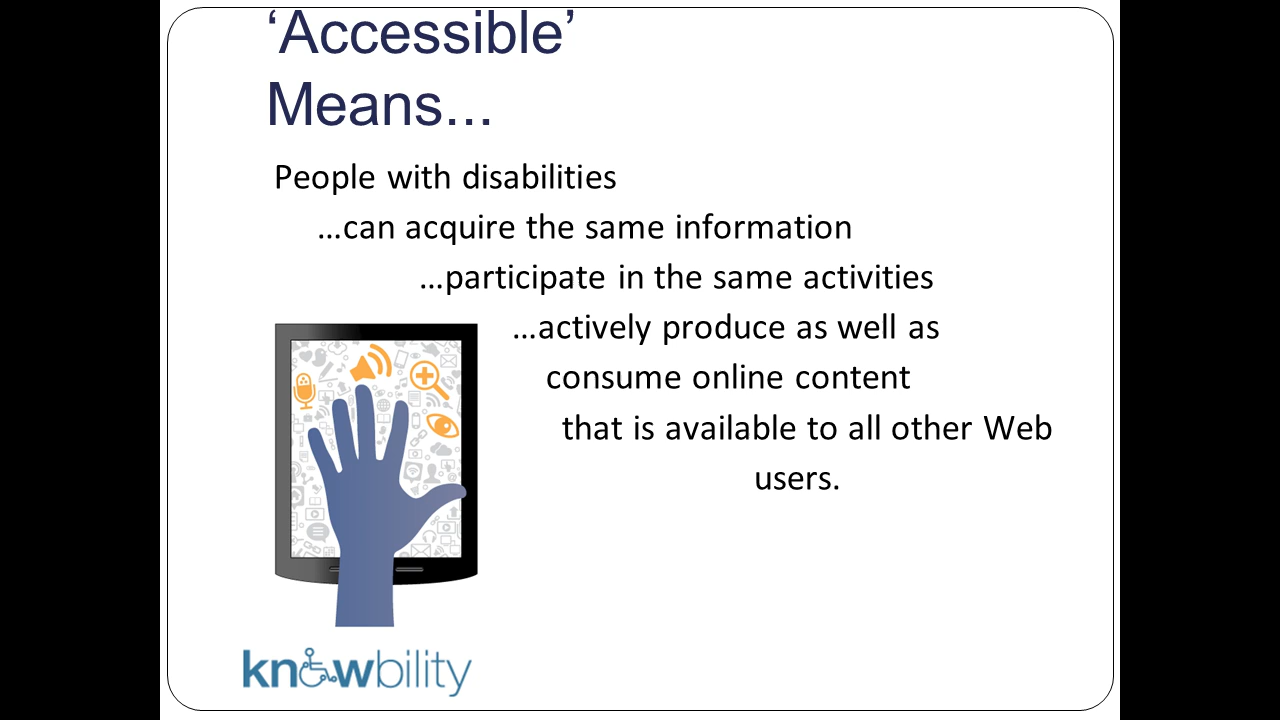 ‘Accessible’
Means...
People with disabilities
...can acquire the same information
...participate in the same activities
...actively produce as well as
consume online content
that is available to all other Web
users.
knowbility